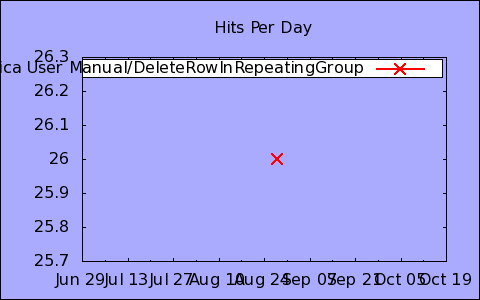 Hits Per Day
26.3
ica User Manual/DeleteRowInRepeatingGroup
26.2
26.1
26
25.9
25.8
25.7
Jun 29 Jul 13 Jul 27 Aug 10 Aug 24 Sep 07 Sep 21 Oct 05 Oct 19